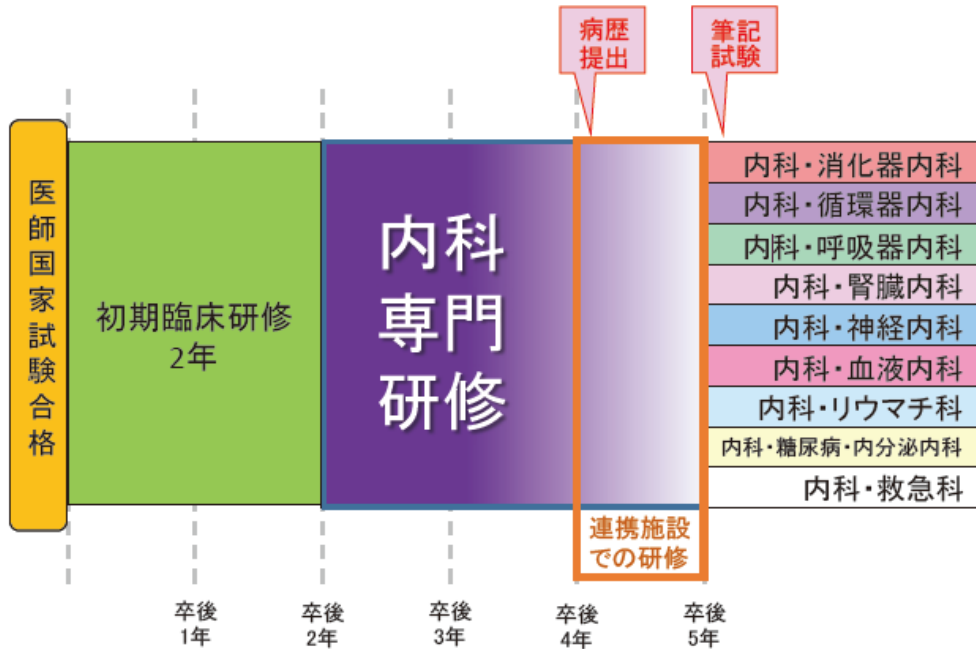 病歴
提出
筆記
試験
医師国家試験合格
初期臨床研修
2年
内科
専門
研修
内科・消化器内科
内科・循環器内科
内科・呼吸器内科
内科・腎臓内科
内科・神経内科
内科・血液内科
内科・リウマチ科
内科・糖尿病・内分泌内科
内科・救急科
連携施設
での研修
卒後
1年
卒後
2年
卒後
3年
卒後
4年
卒後
5年